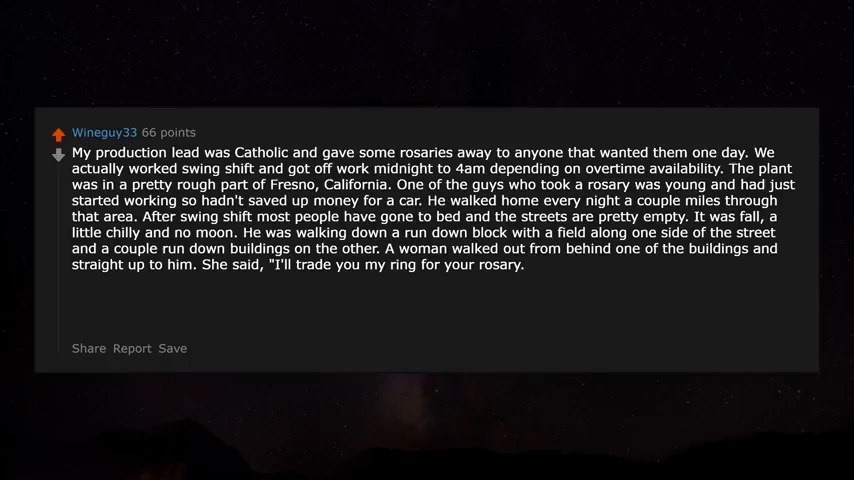 Wineguy33 66 points
My production lead was Catholic and gave some rosaries away to anyone that wanted them one day. We
actually worked swing shift and got off work midnight to 4am depending on overtime availability. The plant
was in a pretty rough part of Fresno, California. One of the guys who took a rosary was young and had just
started working so hadn't saved up money for a car. He walked home every night a couple miles through
that area. After swing shift most people have gone to bed and the streets are pretty empty. It was fall, a
little chilly and no moon. He was walking down a run down block with a field along one side of the street
and a couple run down buildings on the other. A woman walked out from behind one of the buildings and
straight up to him. She said, "I'll trade you my ring for your rosary.
Share Report Save